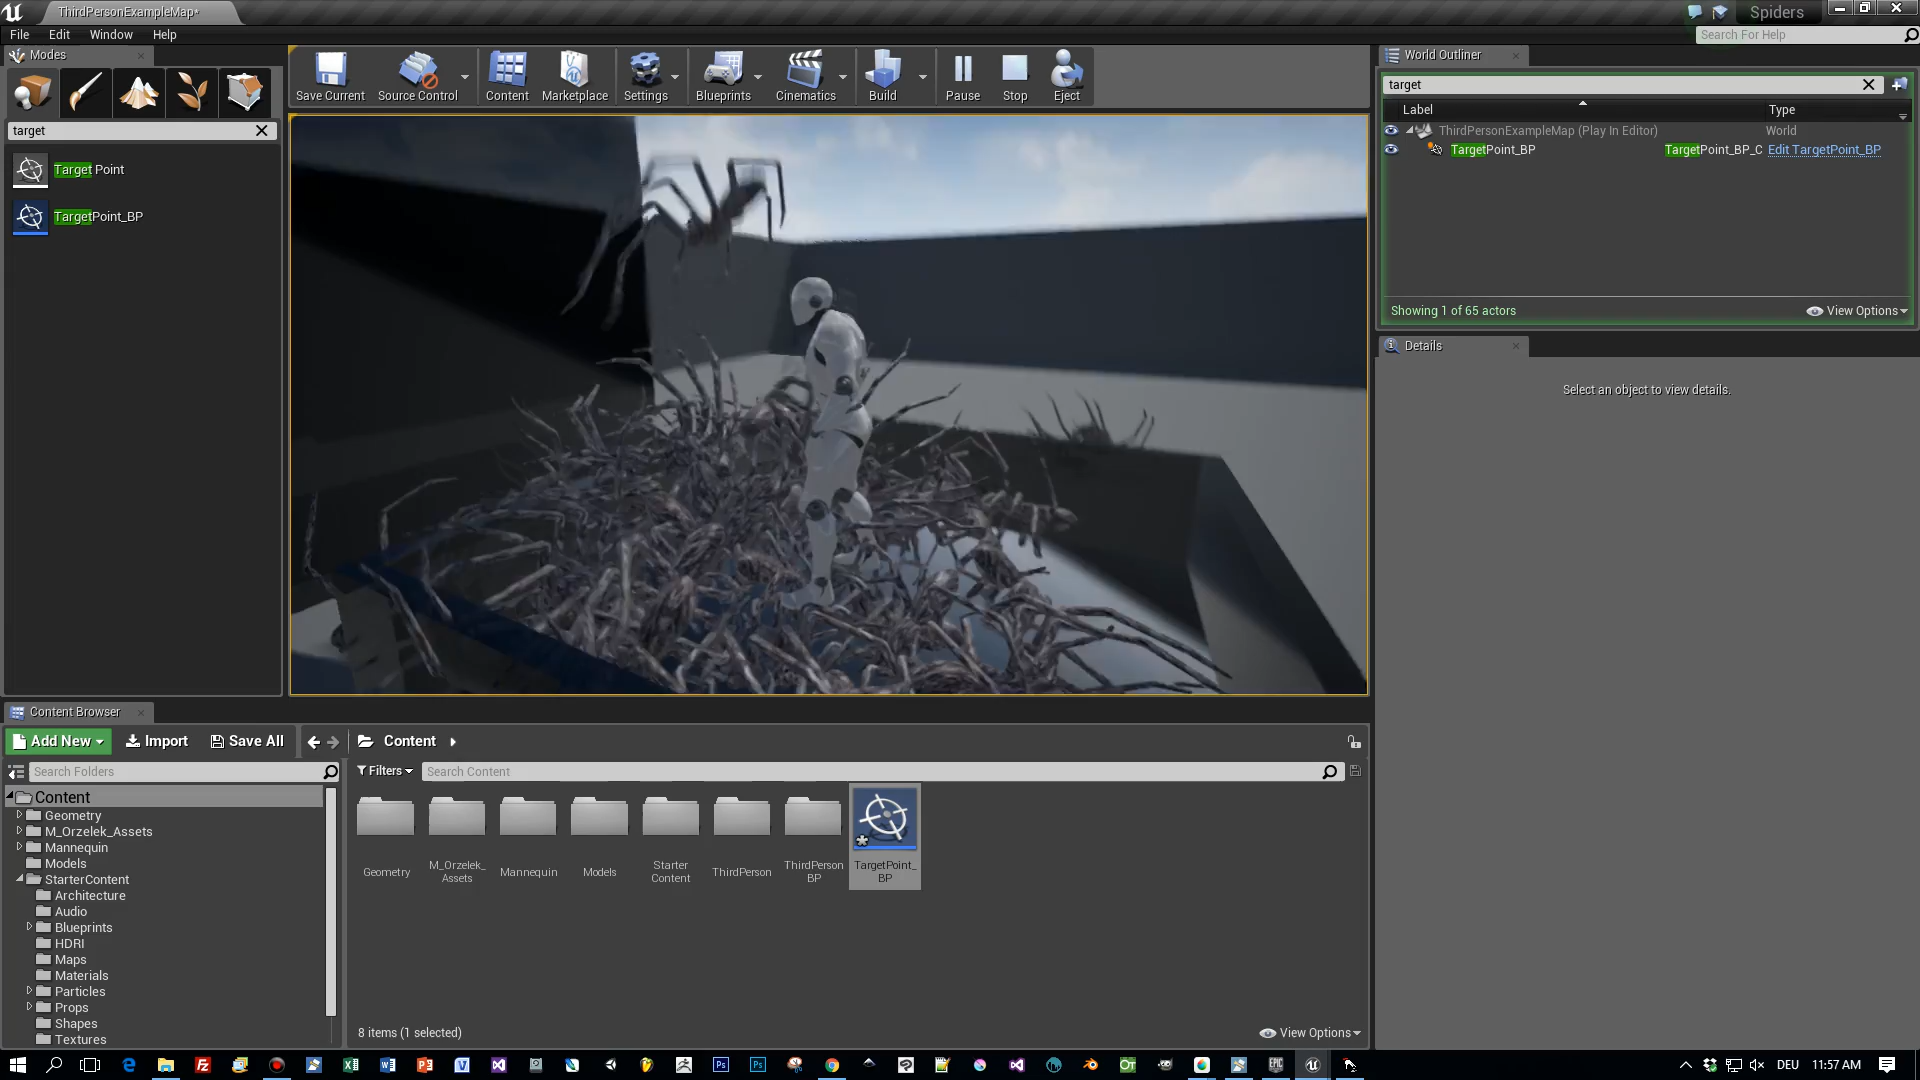 ThirdPersonExampleMap*
Spiders
File Edit Window Help
Search For Help
Modes
target
Target Point
TargetPoint_BP
Save Current
Source Control
Content
Marketplace
Settings
Blueprints
Cinematics
Build
Pause
Stop
Eject
World Outliner
target
Label Type
ThirdPersonExampleMap (Play In Editor) World
TargetPoint_BP TargetPoint_BP_C Edit TargetPoint_BP
Showing 1 of 65 actors View Options
Details
Select an object to view details.
Content Browser
Add New Import Save All Content
Search Folders
Filters Search Content
Content
Geometry
M_Orzelek_Assets
Mannequin
Models
StarterContent
Architecture
Audio
Blueprints
HDRI
Maps
Materials
Particles
Props
Shapes
Textures
Geometry
M_Orzelek_
Assets
Mannequin
Models
Starter
Content
ThirdPerson
ThirdPerson
BP
TargetPoint_
BP
8 items (1 selected) View Options
DEU 11:57 AM